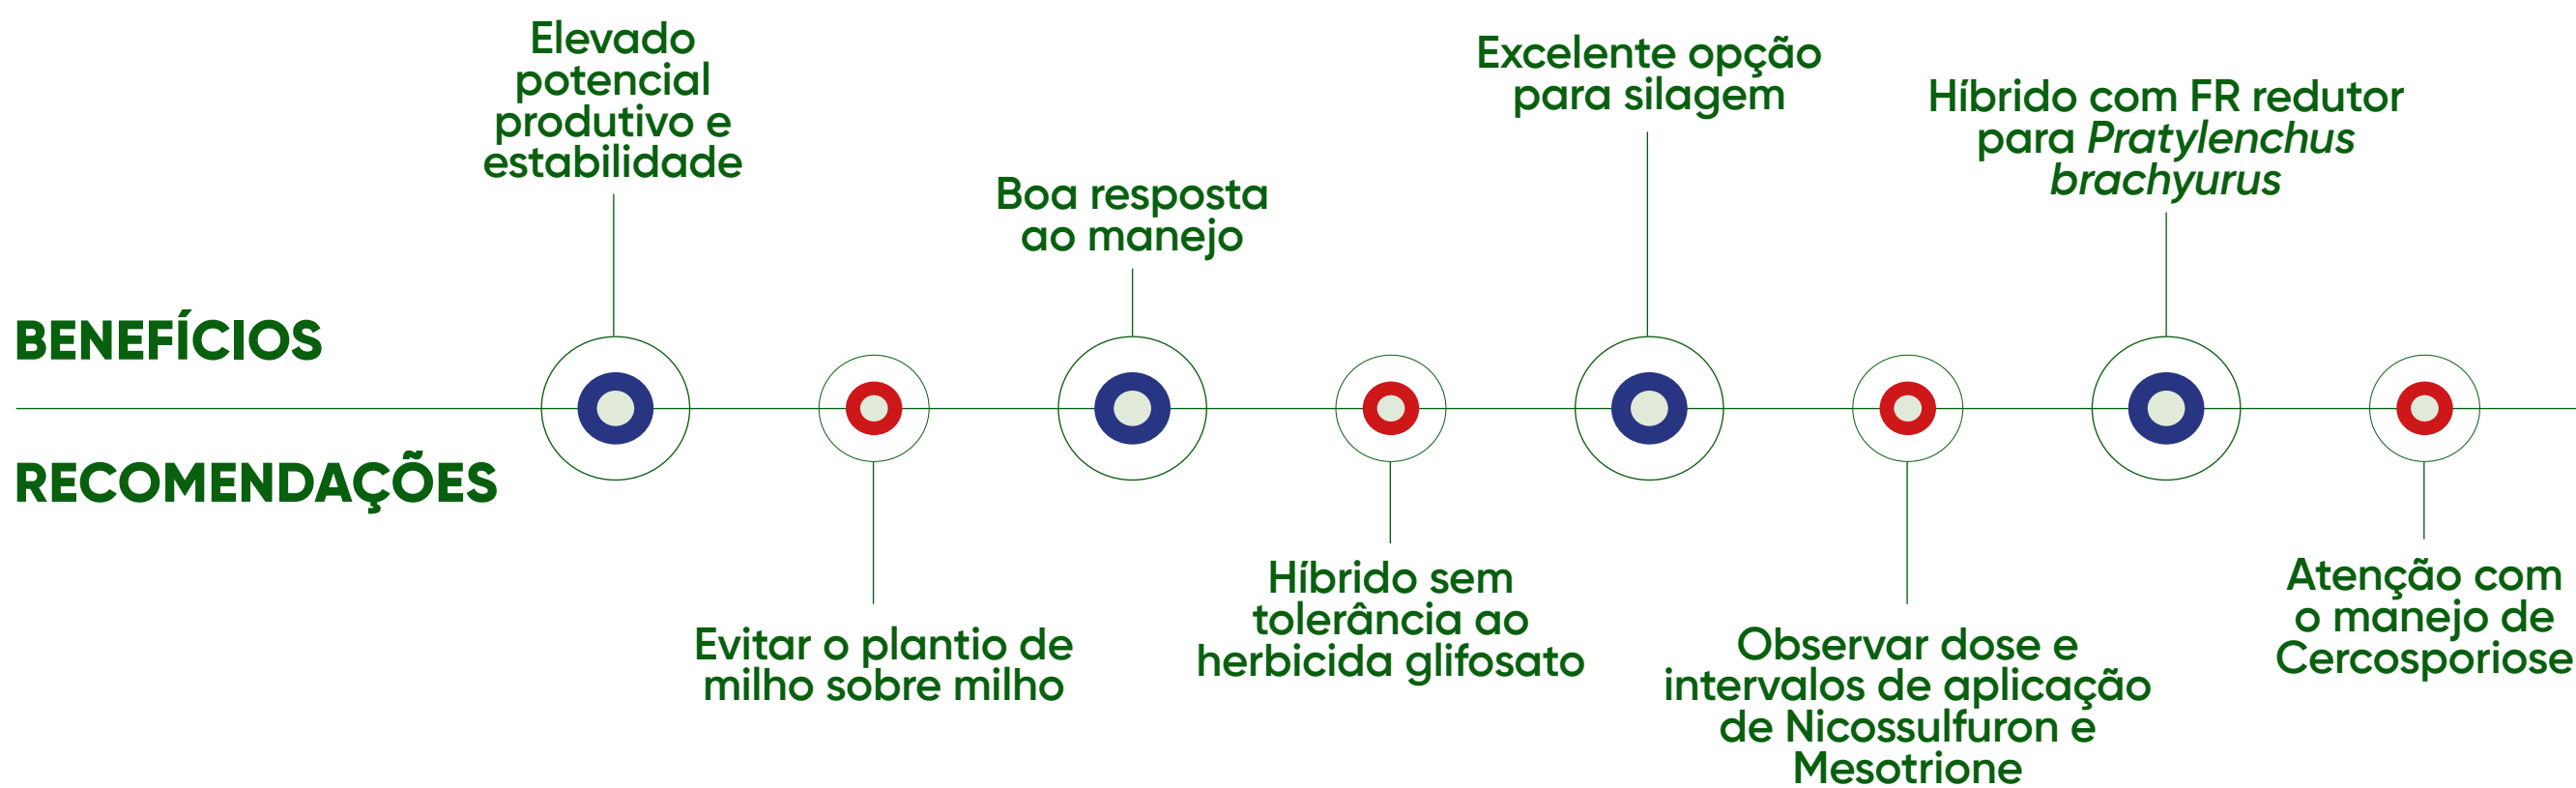 BENEFÍCIOS
Elevado
potencial
produtivo e
estabilidade
Boa resposta
ao manejo
Excelente opção
para silagem
Híbrido com FR redutor
para Pratylenchus
brachyurus
RECOMENDAÇÕES
Evitar o plantio de
milho sobre milho
Híbrido sem
tolerância ao
herbicida glifosato
Observar dose e
intervalos de aplicação
de Nicossulfuron e
Mesotrione
Atenção com
o manejo de
Cercosporiose